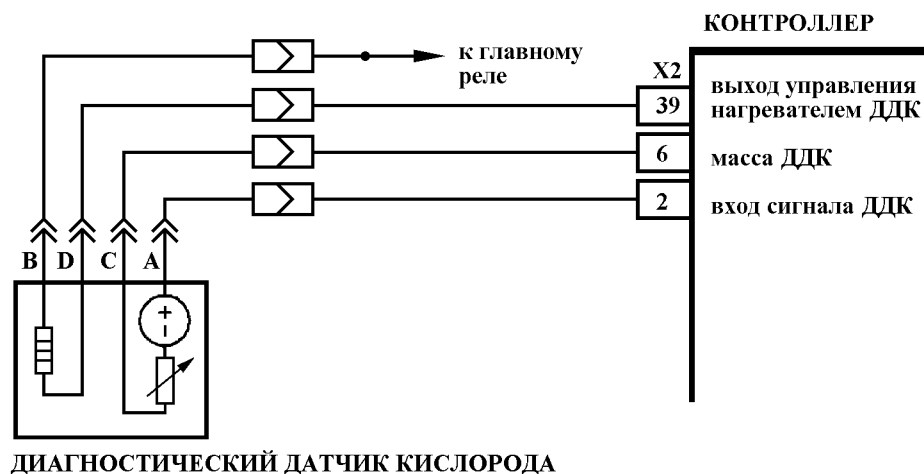 КОНТРОЛЛЕР
к главному
реле
X2
39
выход управления
нагревателем ДДК
6
масса ДДК
2
вход сигнала ДДК
B D C A
ДИАГНОСТИЧЕСКИЙ ДАТЧИК КИСЛОРОДА